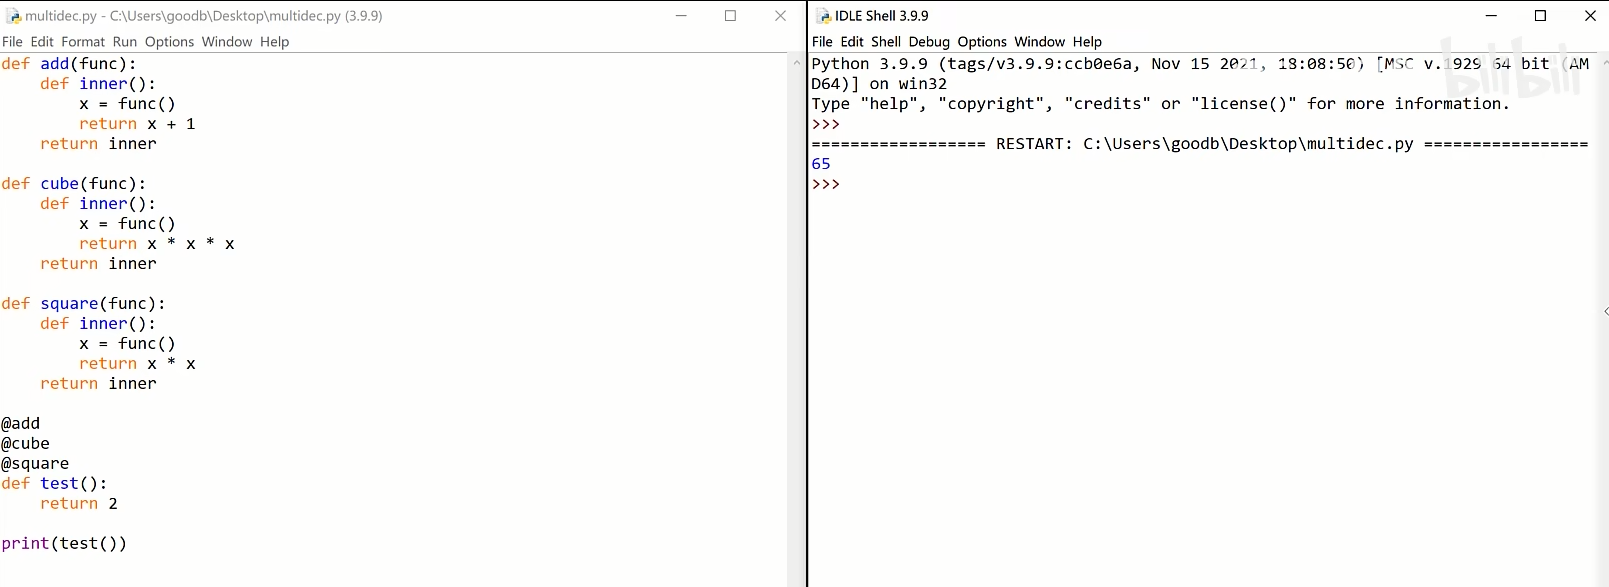 multidec.py - C:\Users\goodb\Desktop\multidec.py (3.9.9)
File Edit Format Run Options Window Help
def add(func):
    def inner():
        x = func()
        return x + 1
    return inner

def cube(func):
    def inner():
        x = func()
        return x * x * x
    return inner

def square(func):
    def inner():
        x = func()
        return x * x
    return inner

@add
@cube
@square
def test():
    return 2

print(test())
IDLE Shell 3.9.9
File Edit Shell Debug Options Window Help
Python 3.9.9 (tags/v3.9.9:ccb0e6a, Nov 15 2021, 18:08:50) [MSC v.1929 64 bit (AM
D64)] on win32
Type "help", "copyright", "credits" or "license()" for more information.
>>>
================== RESTART: C:\Users\goodb\Desktop\multidec.py =================
65
>>>
bilibili